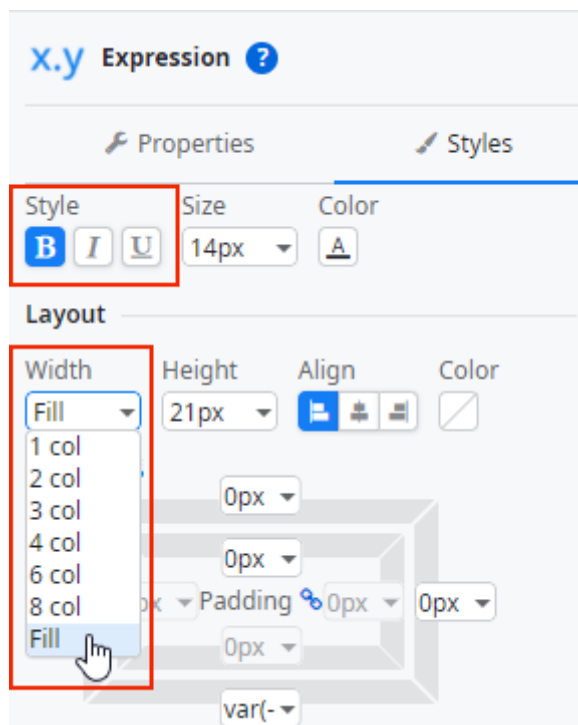 x.y Expression ?
Properties Styles
Style Size Color
B I U 14px A
Layout
Width Height Align Color
Fill 21px
1 col
2 col
3 col
4 col
6 col
8 col
Fill
0px
0px
px Padding 0px 0px
0px
var(-